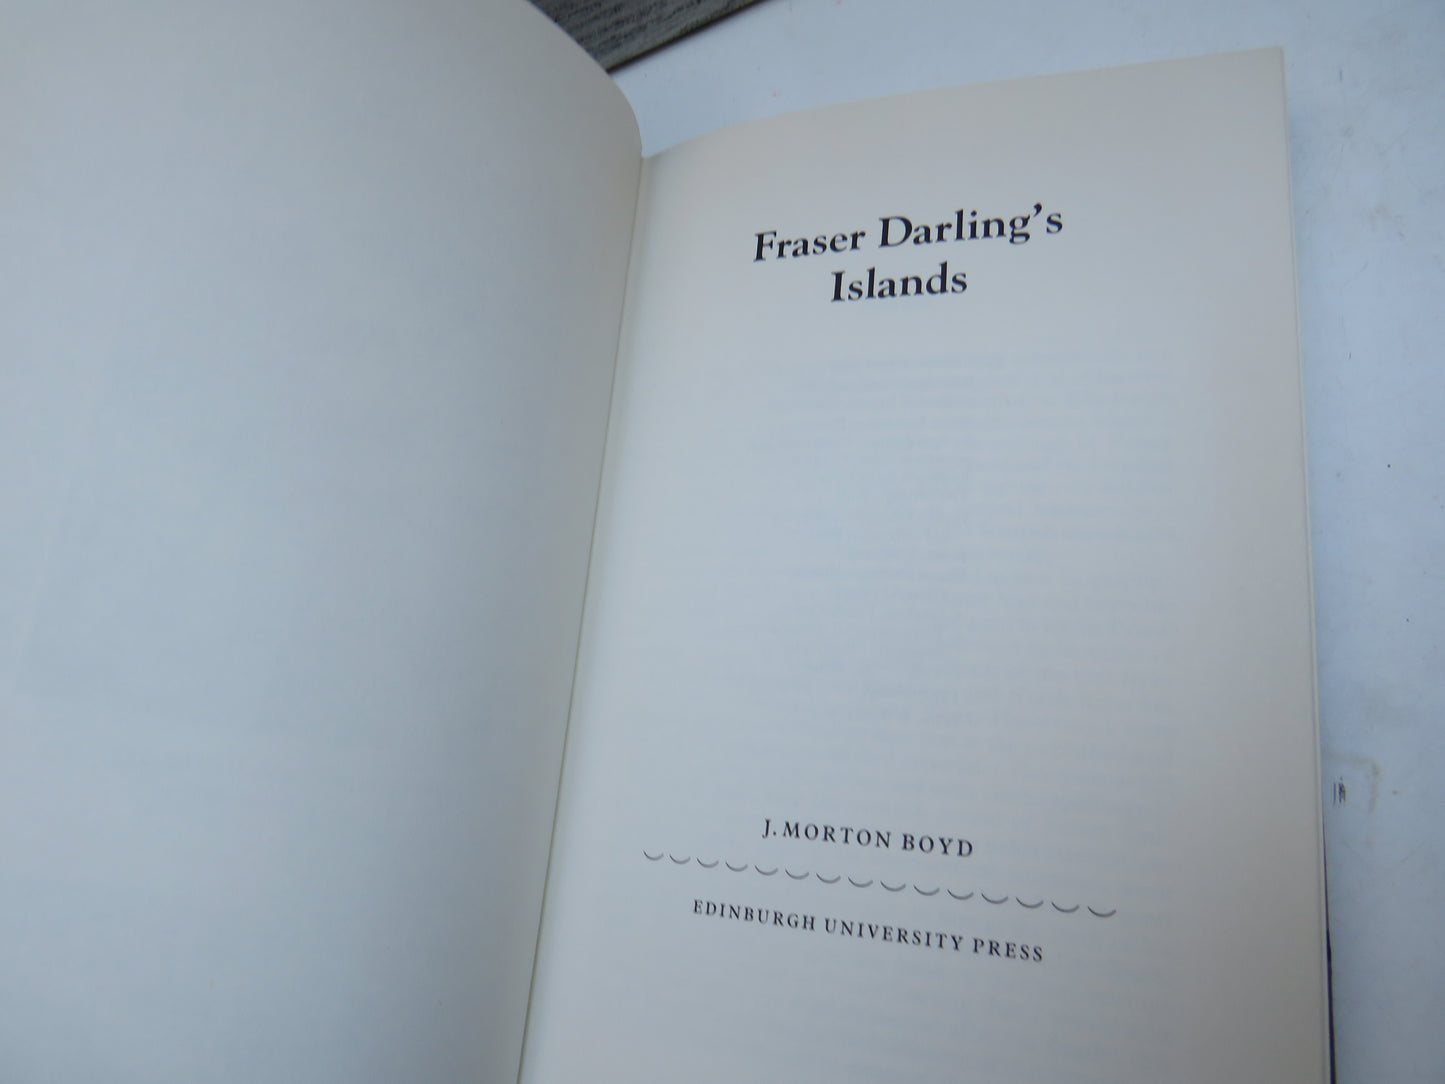 Fraser Darling's
Islands
J. MORTON BOYD
EDINBURGH UNIVERSITY PRESS